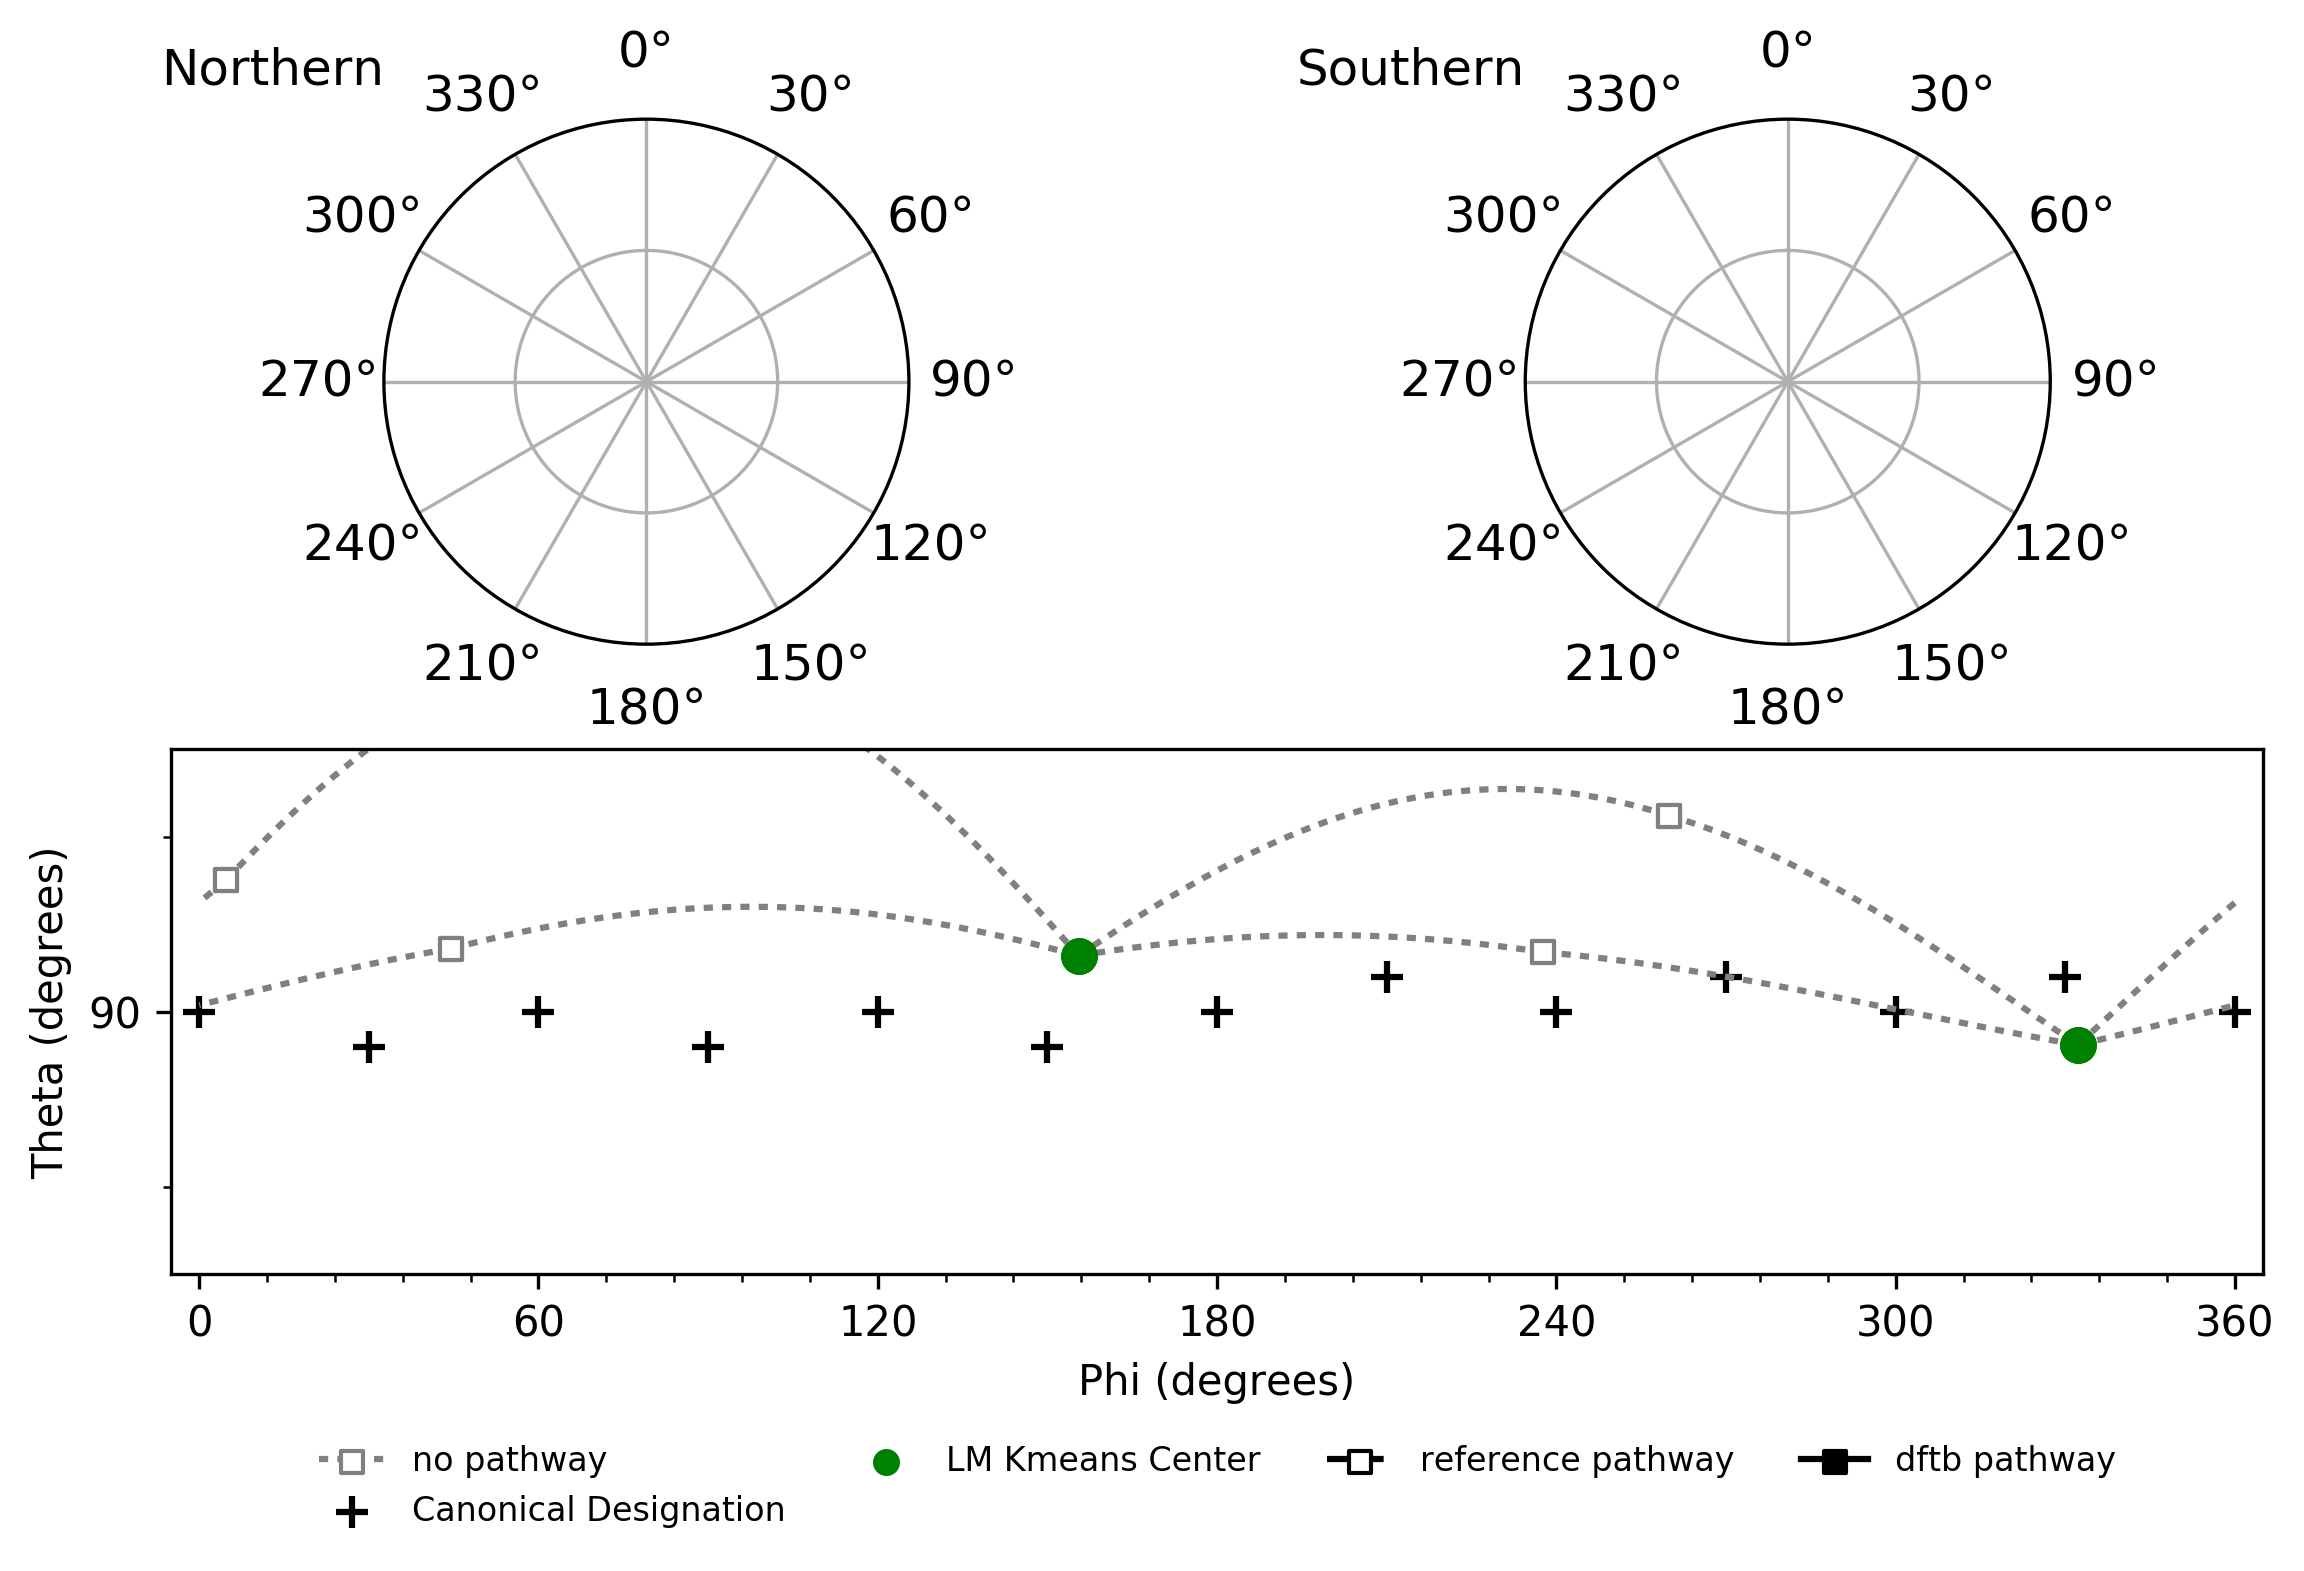 Northern
0°
30°
60°
90°
120°
150°
180°
210°
240°
270°
300°
330°
Southern
0°
30°
60°
90°
120°
150°
180°
210°
240°
270°
300°
330°
Theta (degrees)
90
0 60 120 180 240 300 360
Phi (degrees)
no pathway
Canonical Designation
LM Kmeans Center
reference pathway
dftb pathway